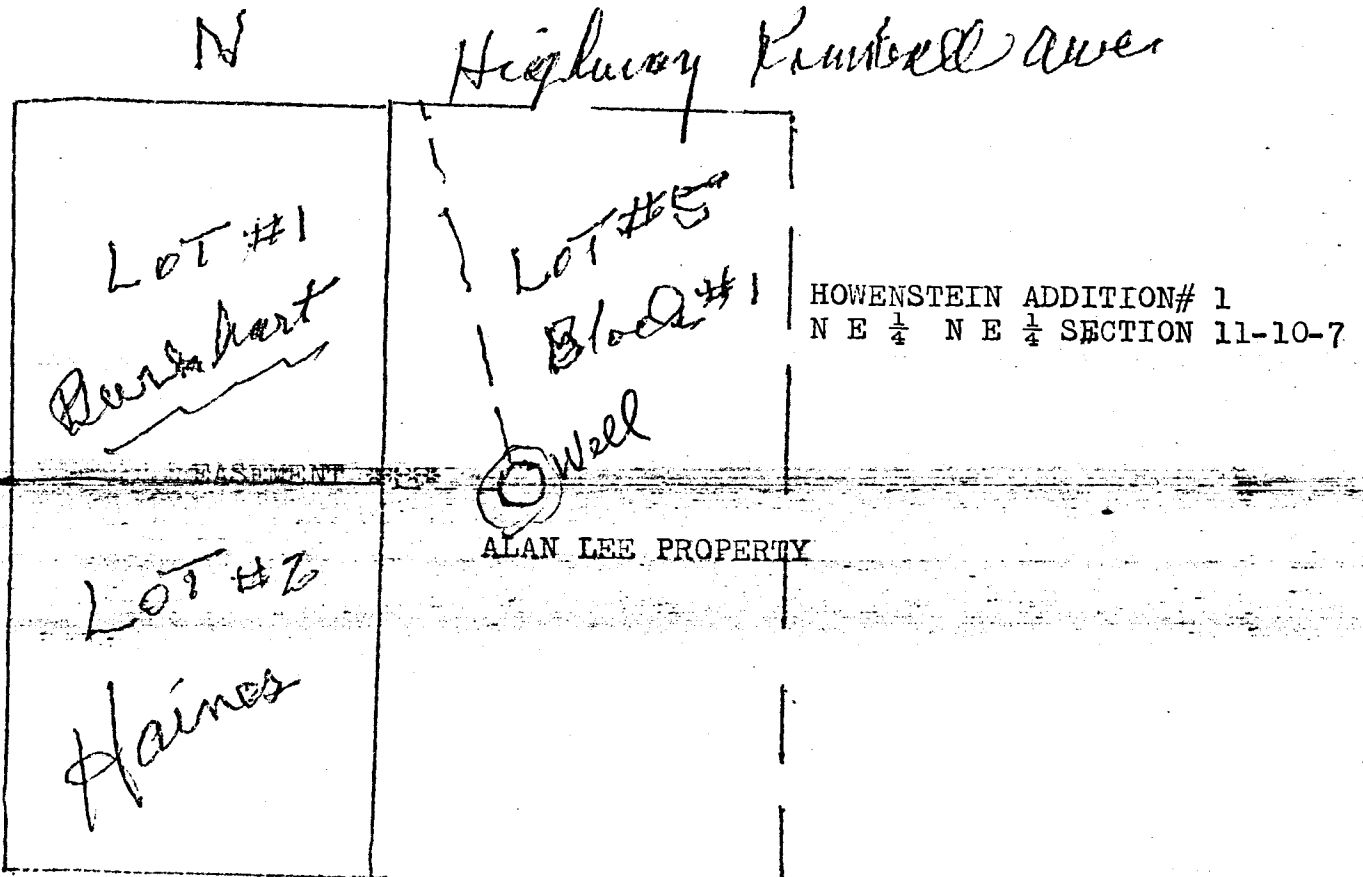 N
Highway Ave
LOT #1
LOT #5
Block #1
HOWENSTEIN ADDITION# 1
N E ¼ N E ¼ SECTION 11-10-7
Well
EASEMENT
ALAN LEE PROPERTY
LOT #2
Haines